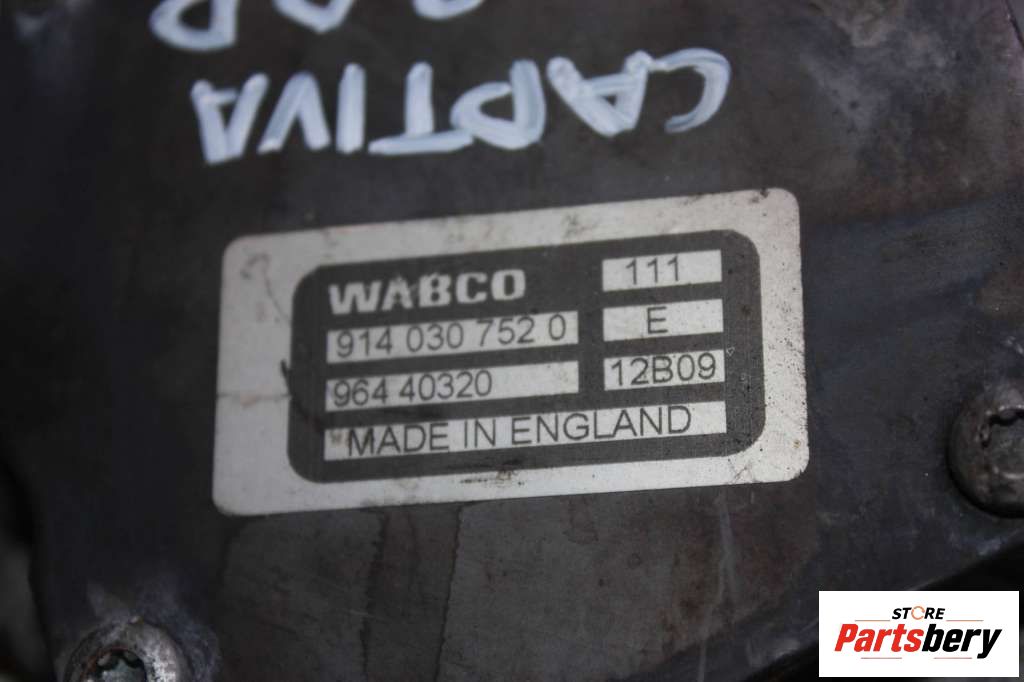 CAPTIVA
WABCO
111
914 030 752 0
E
964 40320
12B09
MADE IN ENGLAND
STORE
Partsbery